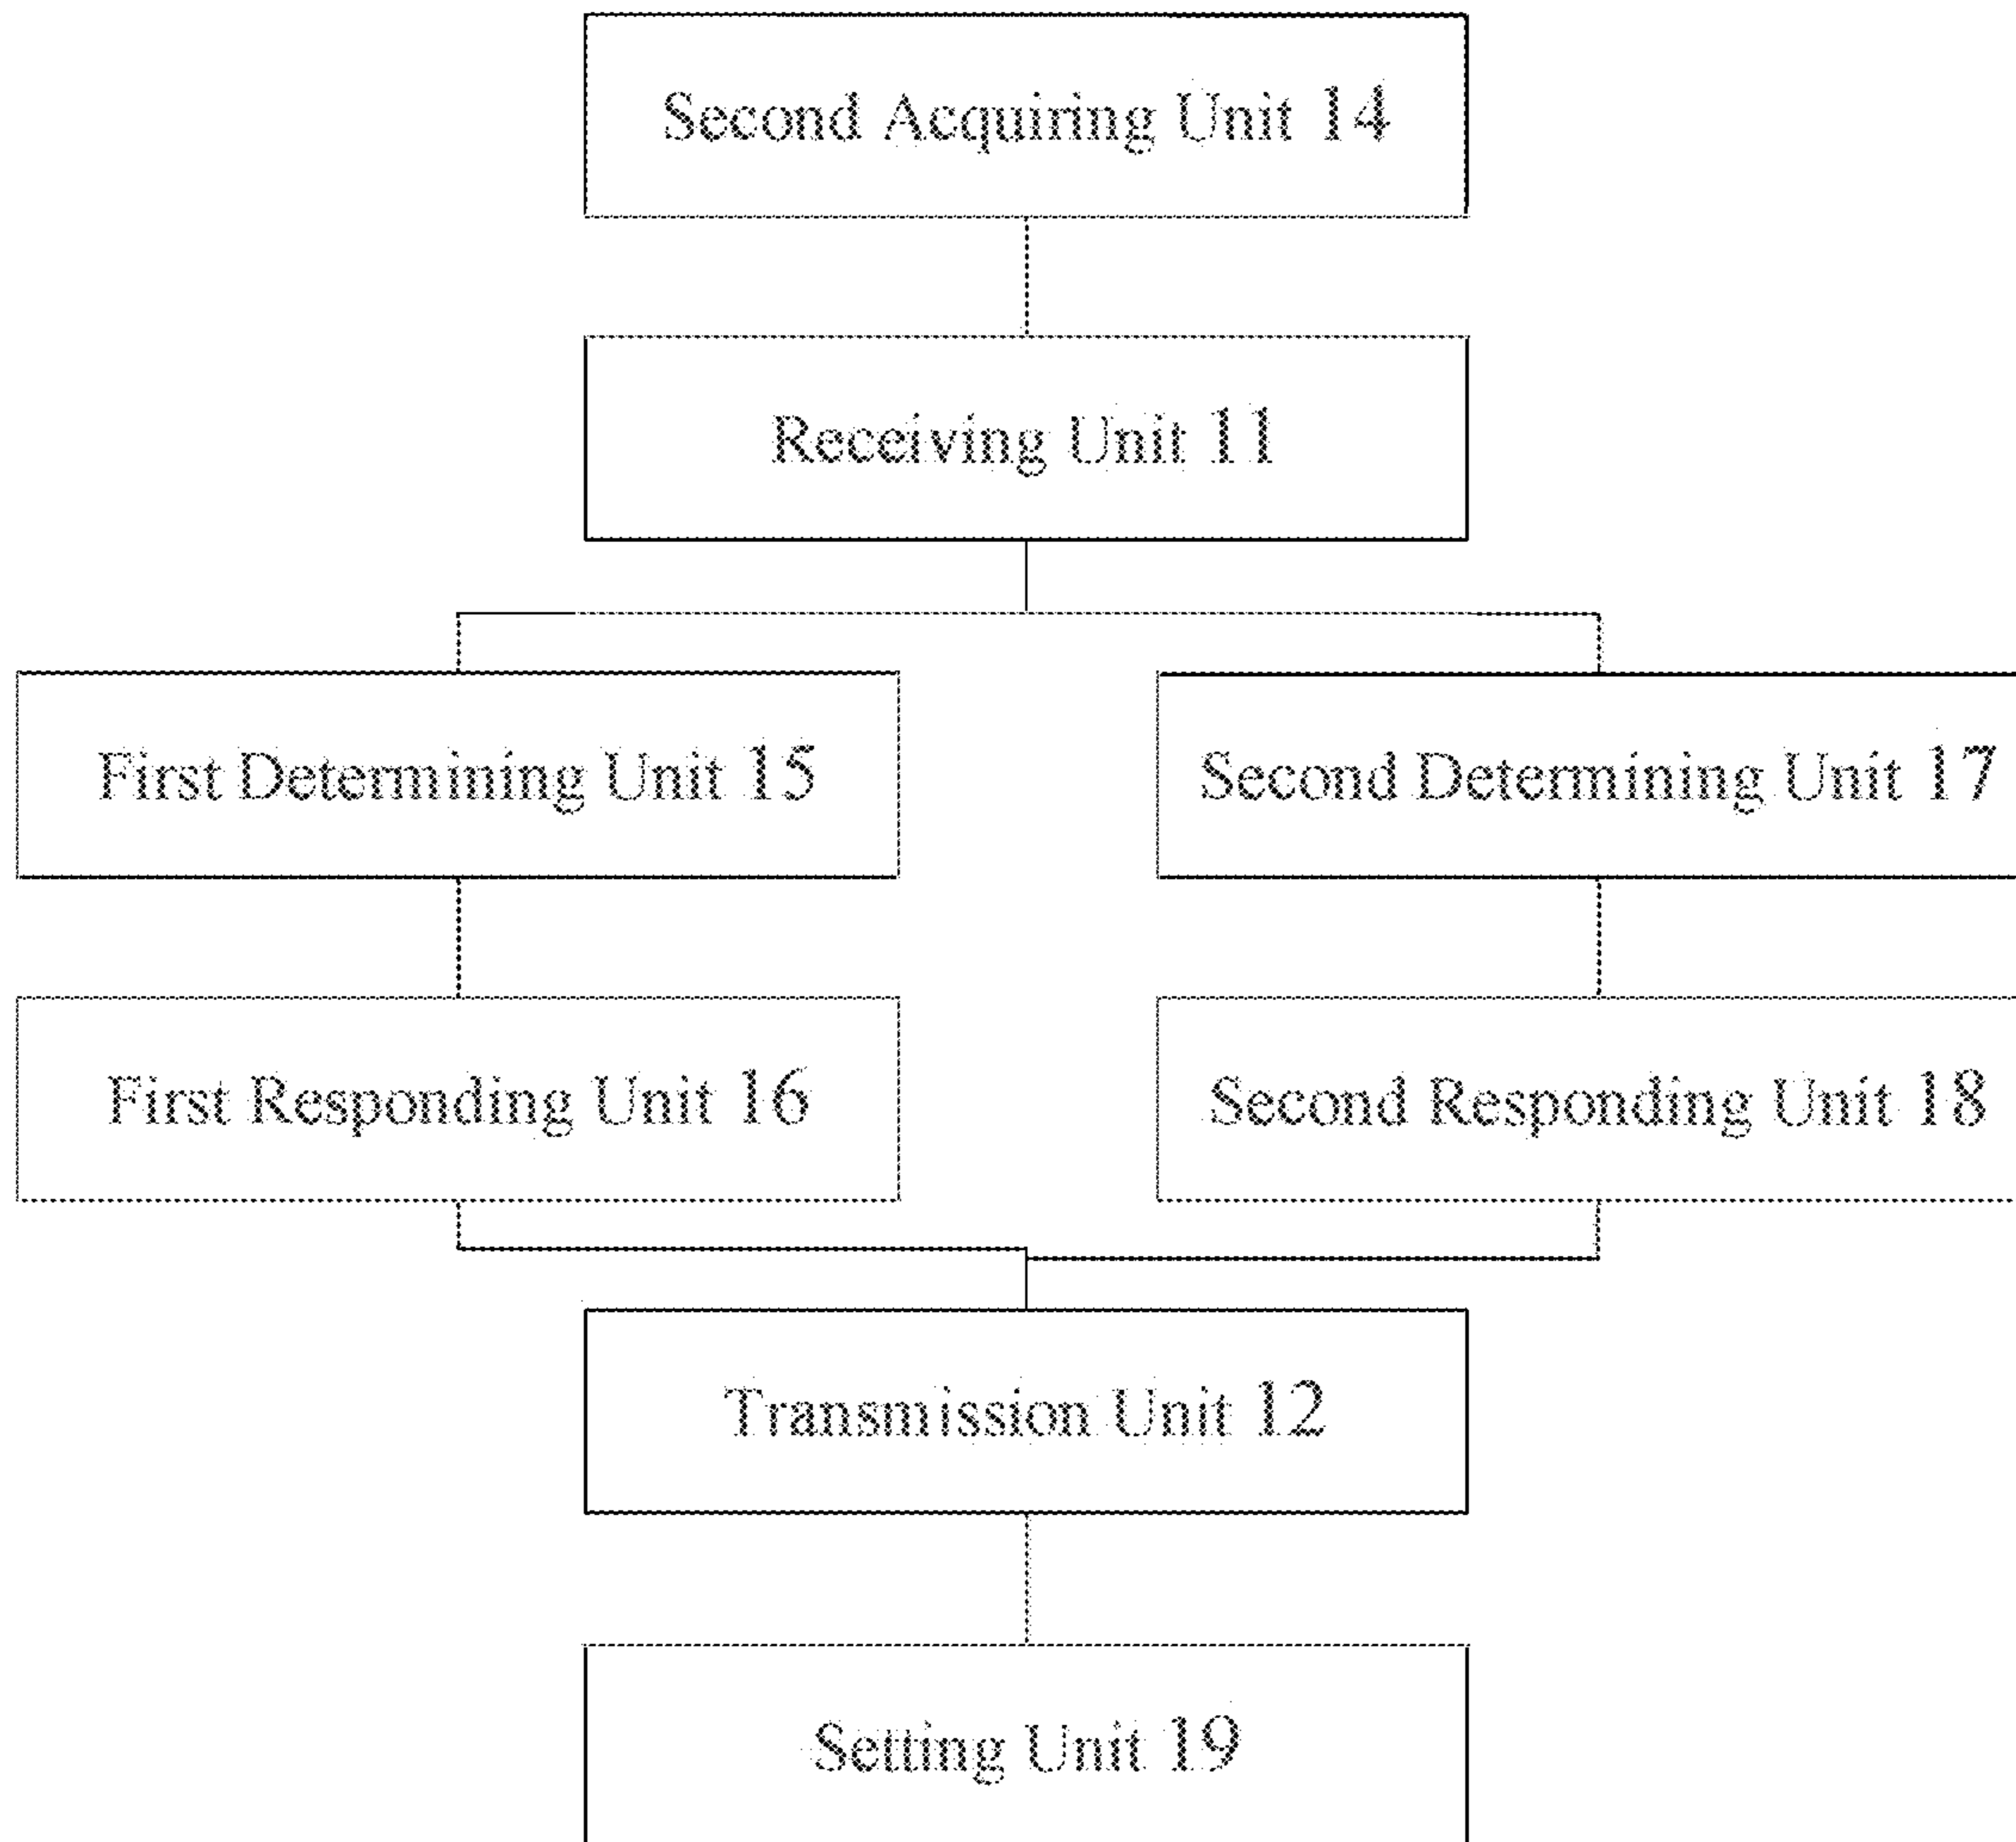 Second Acquiring Unit 14
Receiving Unit 11
First Determining Unit 15
Second Determining Unit 17
First Responding Unit 16
Second Responding Unit 18
Transmission Unit 12
Setting Unit 19